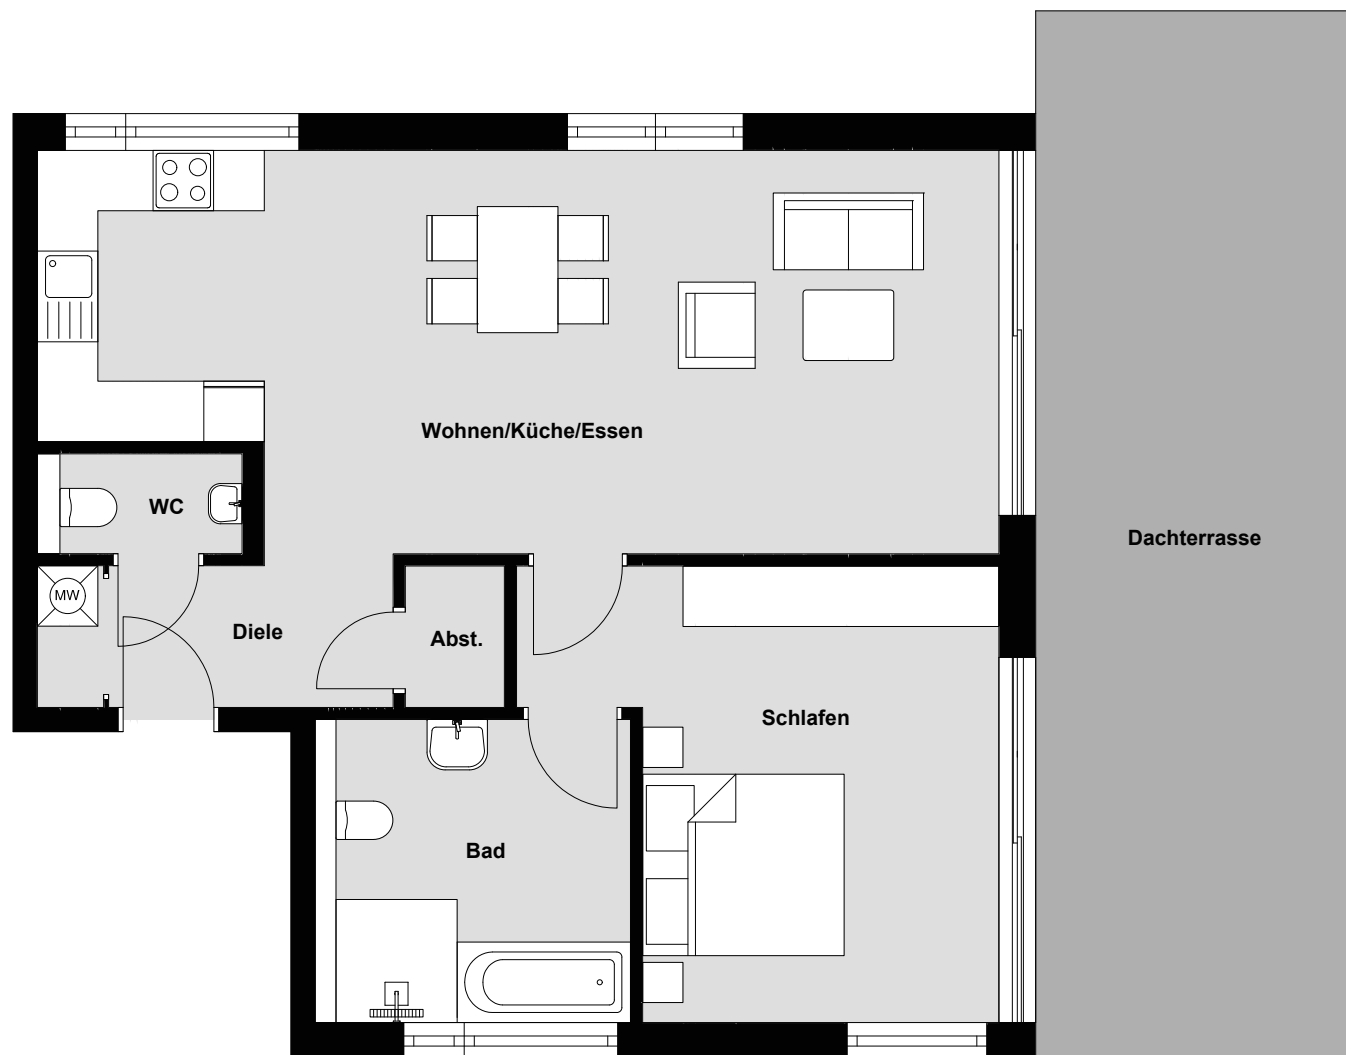 Wohnen/Küche/Essen
WC
Dachterrasse
MW
Diele
Abst.
Schlafen
Bad